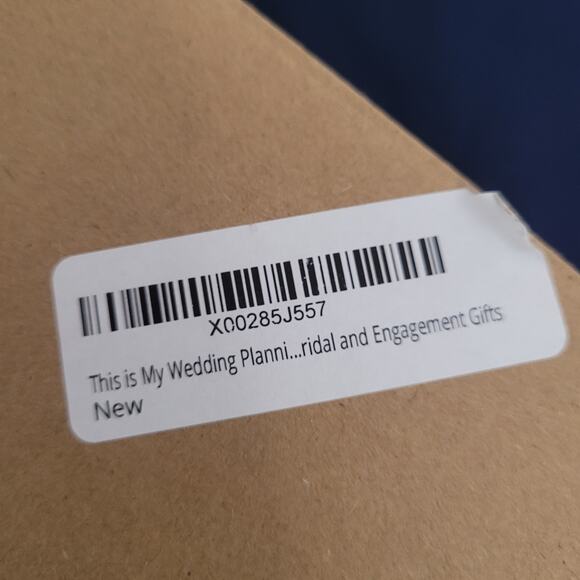 X00285J557
This is My Wedding Planni...ridal and Engagement Gifts
New